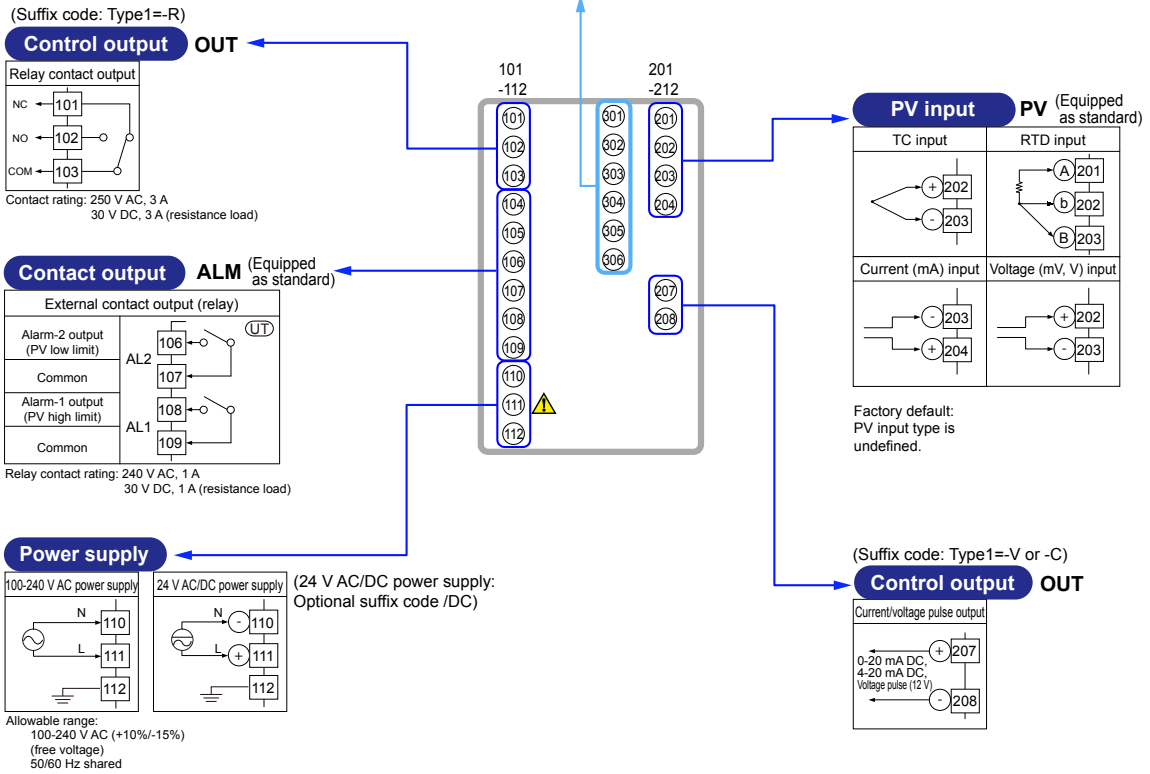 (Suffix code: Type1=-R)
Control output OUT
Relay contact output
NC 101
NO 102
COM 103
Contact rating: 250 V AC, 3 A
30 V DC, 3 A (resistance load)
Contact output ALM (Equipped as standard)
External contact output (relay)
UT
Alarm-2 output
(PV low limit)
Common
Alarm-1 output
(PV high limit)
Common
AL2
AL1
106
107
108
109
Relay contact rating: 240 V AC, 1 A
30 V DC, 1 A (resistance load)
Power supply
100-240 V AC power supply
N 110
L 111
112
24 V AC/DC power supply
N - 110
L + 111
112
(24 V AC/DC power supply:
Optional suffix code /DC)
Allowable range:
100-240 V AC (+10%/-15%)
(free voltage)
50/60 Hz shared
101
-112
201
-212
101
102
103
104
105
106
107
108
109
110
111
112
301
302
303
304
305
306
201
202
203
204
207
208
!
PV input PV (Equipped as standard)
TC input
+ 202
- 203
RTD input
A 201
b 202
B 203
Current (mA) input
- 203
+ 204
Voltage (mV, V) input
+ 202
- 203
Factory default:
PV input type is
undefined.
(Suffix code: Type1=-V or -C)
Control output OUT
Current/voltage pulse output
+ 207
0-20 mA DC,
4-20 mA DC,
Voltage pulse (12 V)
- 208